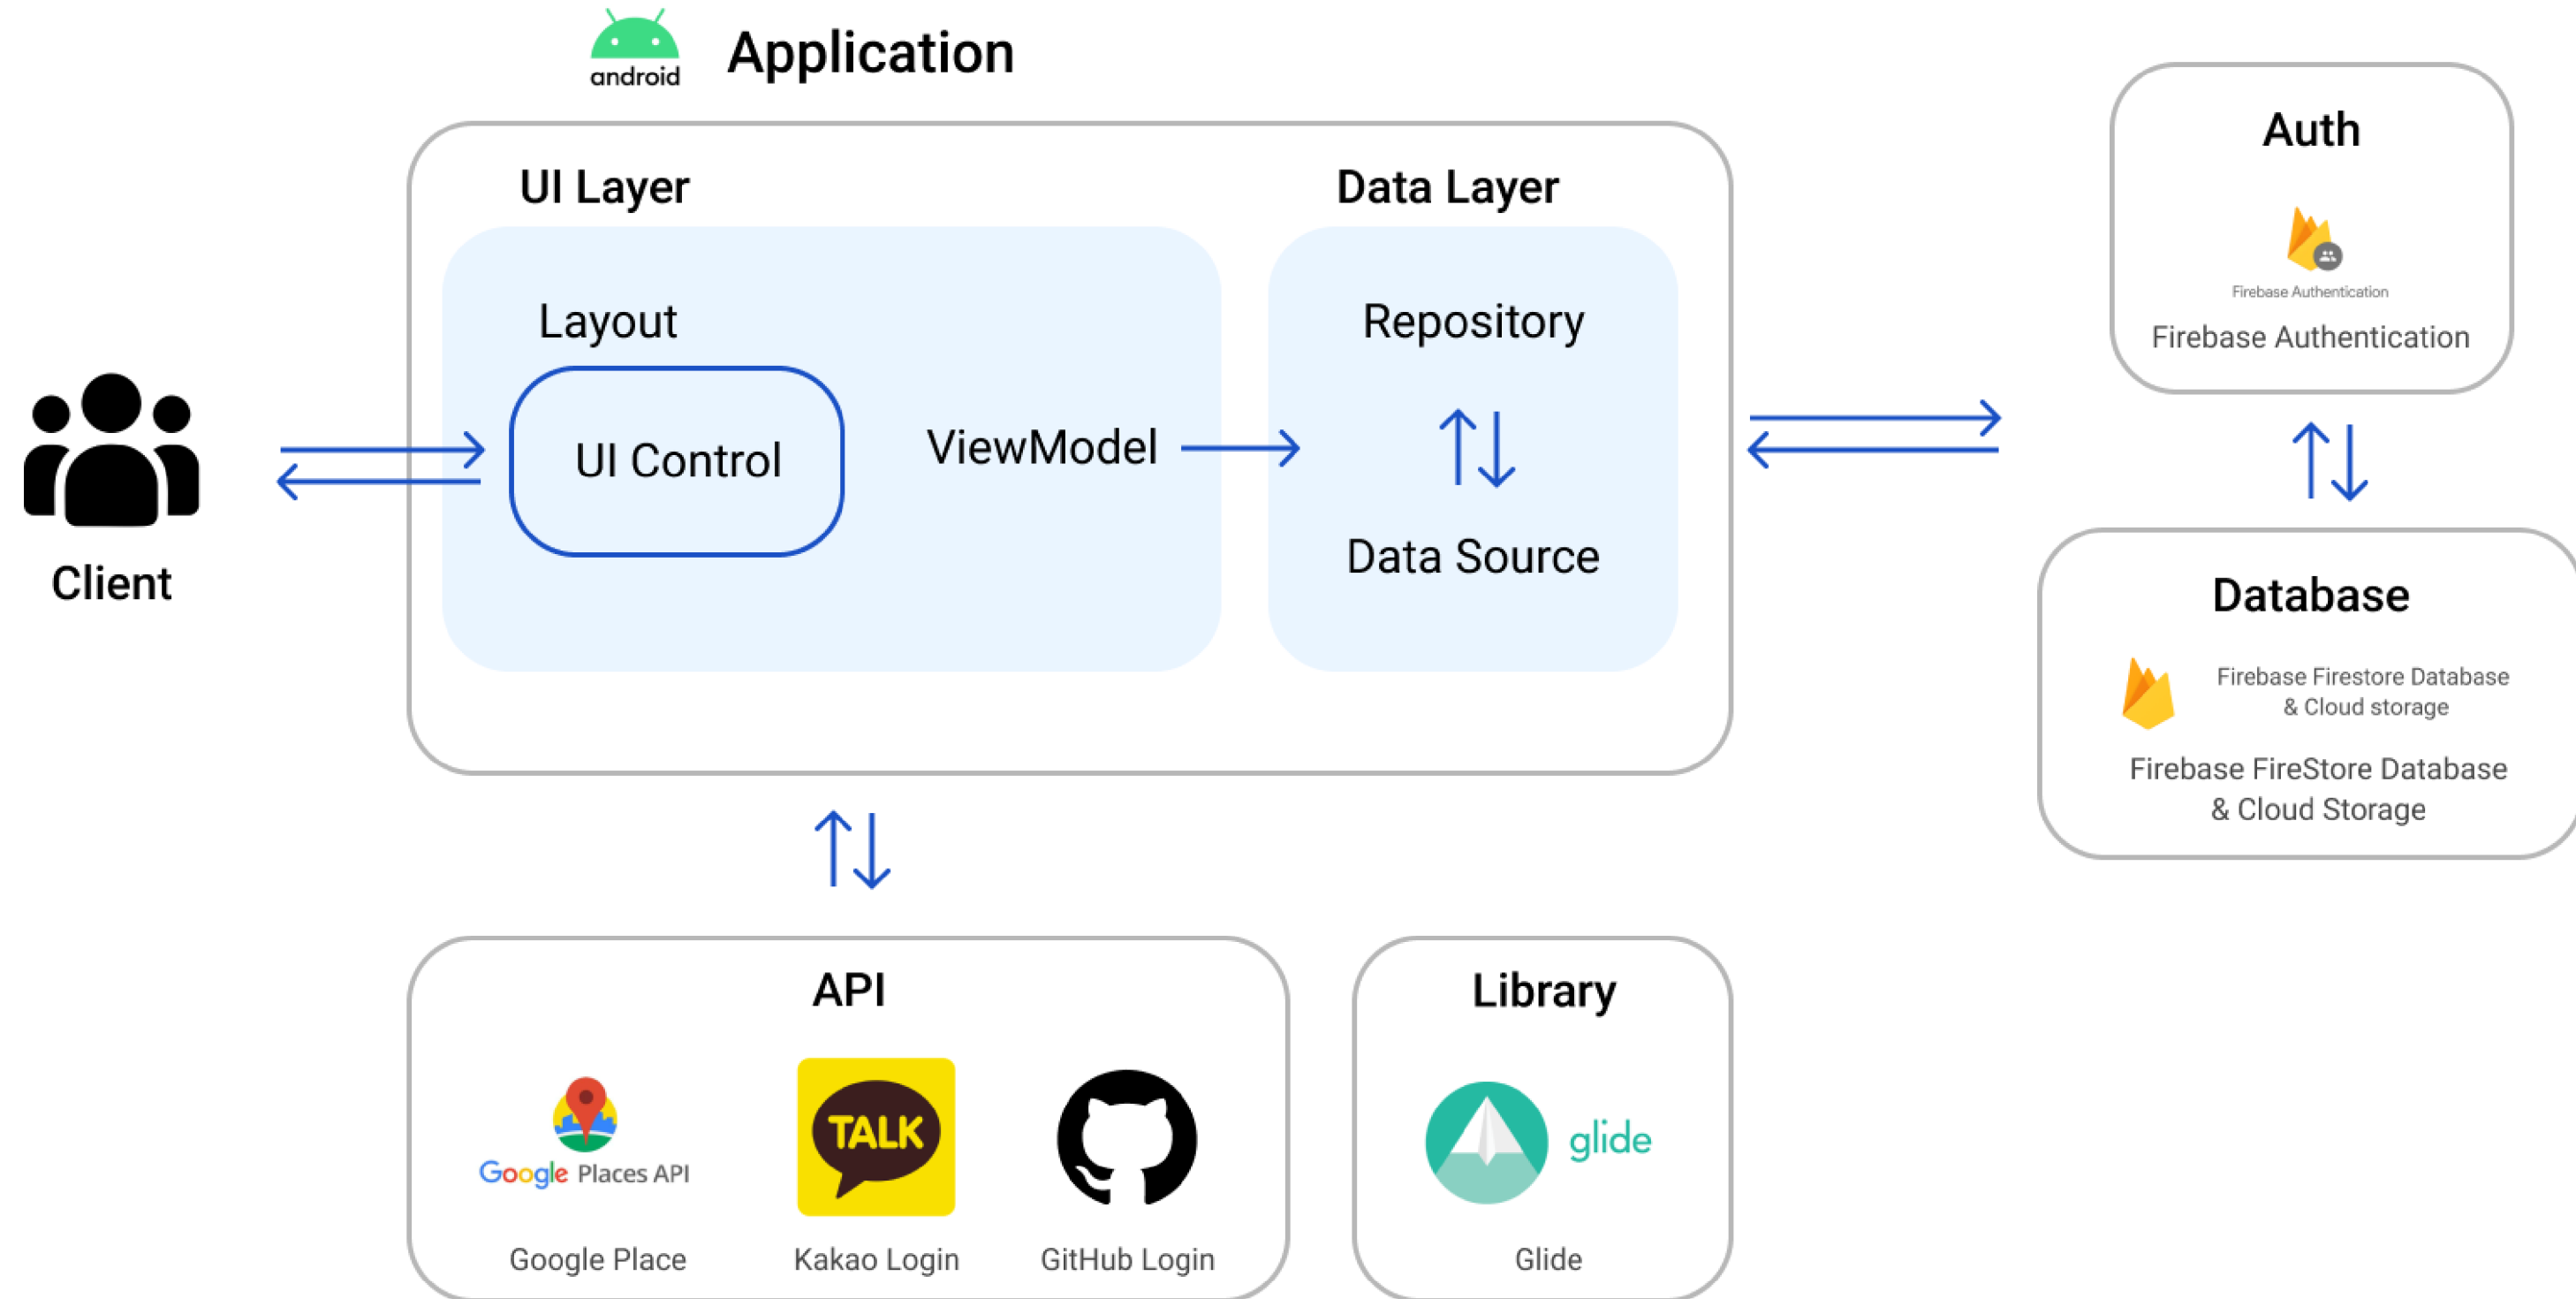 android
Application
UI Layer
Data Layer
Layout
UI Control
ViewModel
Repository
Data Source
Client
Auth
Firebase Authentication
Firebase Authentication
Database
Firebase Firestore Database
& Cloud storage
Firebase FireStore Database
& Cloud Storage
API
Google Places API
TALK
Google Place
Kakao Login
GitHub Login
Library
glide
Glide